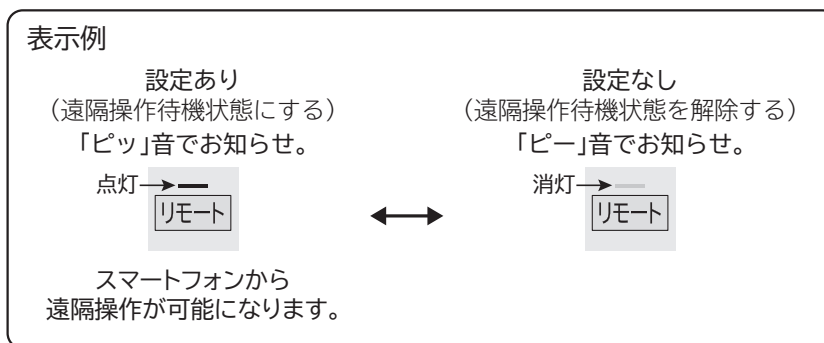 表示例
設定あり
（遠隔操作待機状態にする）
「ピッ」音でお知らせ。
点灯
リモート
スマートフォンから
遠隔操作が可能になります。
設定なし
（遠隔操作待機状態を解除する）
「ピー」音でお知らせ。
消灯
リモート